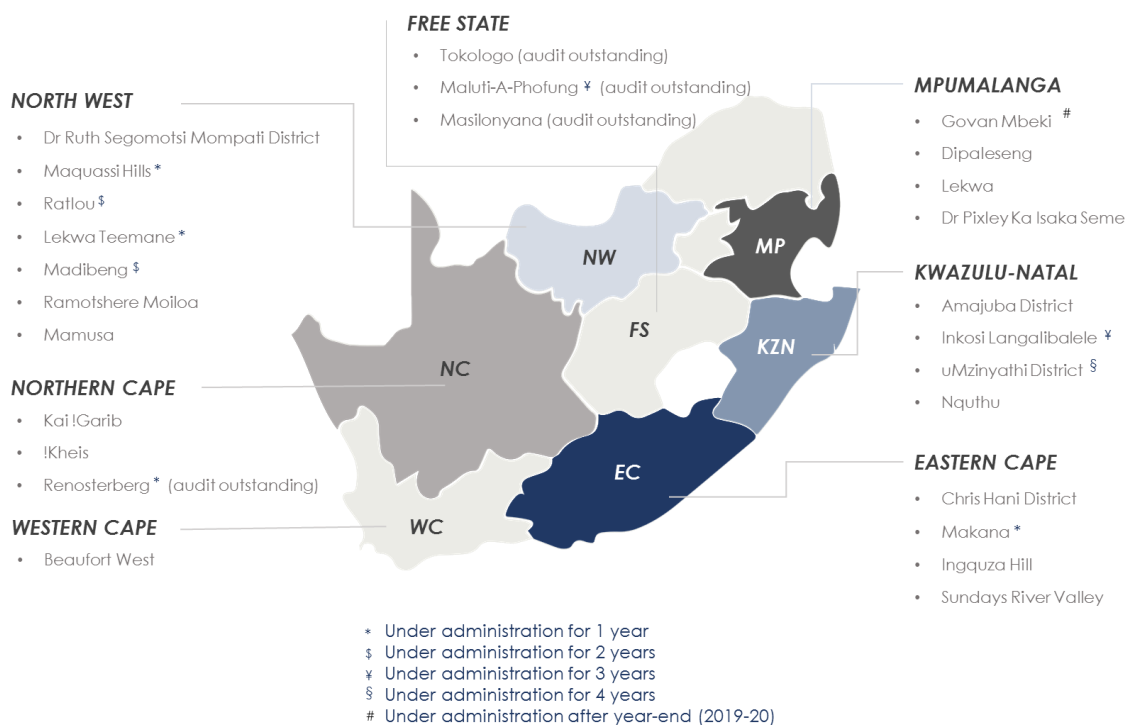 FREE STATE
• Tokologo (audit outstanding)
• Maluti-A-Phofung ¥ (audit outstanding)
• Masilonyana (audit outstanding)
NORTH WEST
• Dr Ruth Segomotsi Mompati District
• Maquassi Hills *
• Ratlou $
• Lekwa Teemane *
• Madibeng $
• Ramotshere Moiloa
• Mamusa
NORTHERN CAPE
• Kai !Garib
• !Kheis
• Renosterberg * (audit outstanding)
WESTERN CAPE
• Beaufort West
MPUMALANGA
• Govan Mbeki #
• Dipaleseng
• Lekwa
• Dr Pixley Ka Isaka Seme
KWAZULU-NATAL
• Amajuba District
• Inkosi Langalibalele ¥
• uMzinyathi District §
• Nquthu
EASTERN CAPE
• Chris Hani District
• Makana *
• Ingquza Hill
• Sundays River Valley
NW
MP
FS
KZN
NC
EC
WC
* Under administration for 1 year
$ Under administration for 2 years
¥ Under administration for 3 years
§ Under administration for 4 years
# Under administration after year-end (2019-20)